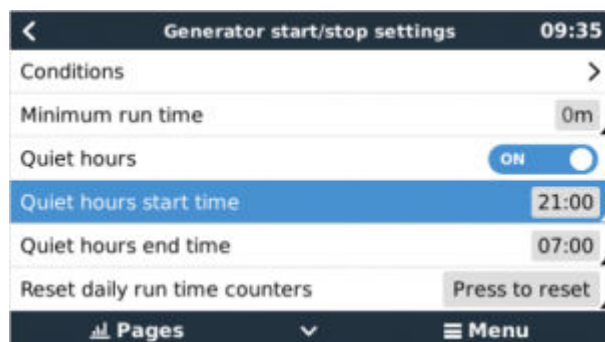 Generator start/stop settings 09:35
Conditions
Minimum run time 0m
Quiet hours ON
Quiet hours start time 21:00
Quiet hours end time 07:00
Reset daily run time counters Press to reset
Pages Menu